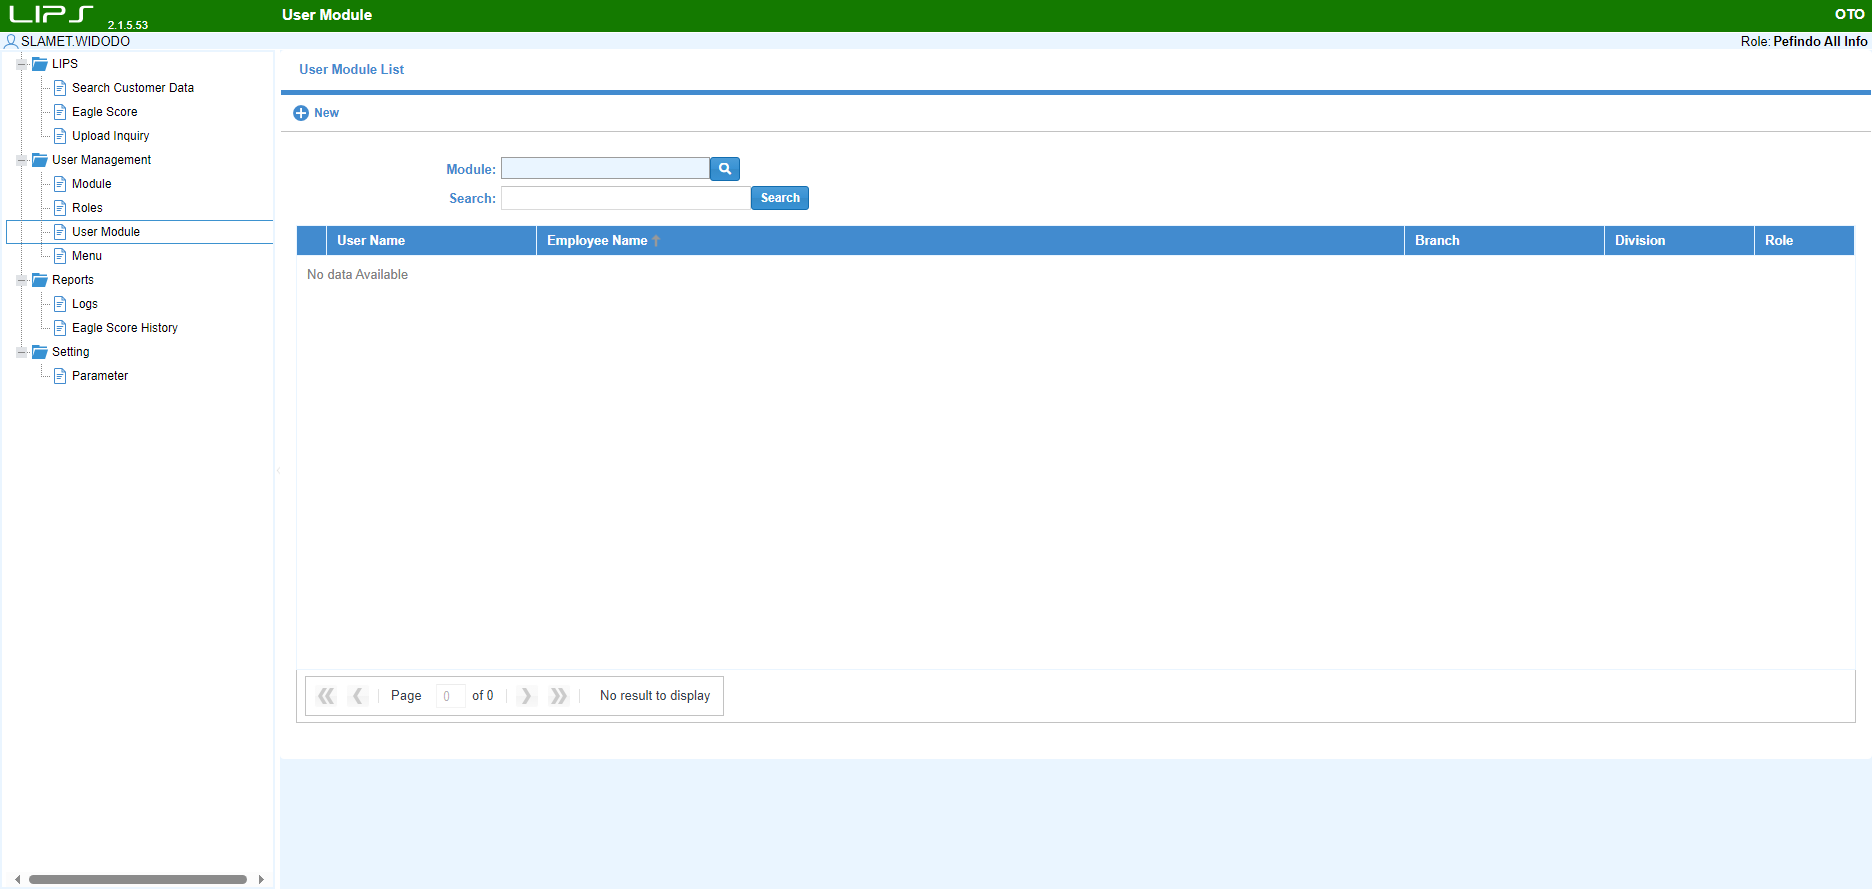 LIPS 2.1.5.53 User Module OTO
SLAMET.WIDODO Role: Pefindo All Info
LIPS
Search Customer Data
Eagle Score
Upload Inquiry
User Management
Module
Roles
User Module
Menu
Reports
Logs
Eagle Score History
Setting
Parameter
User Module List
New
Module:
Search: Search
User Name Employee Name Branch Division Role
No data Available
Page 0 of 0 No result to display